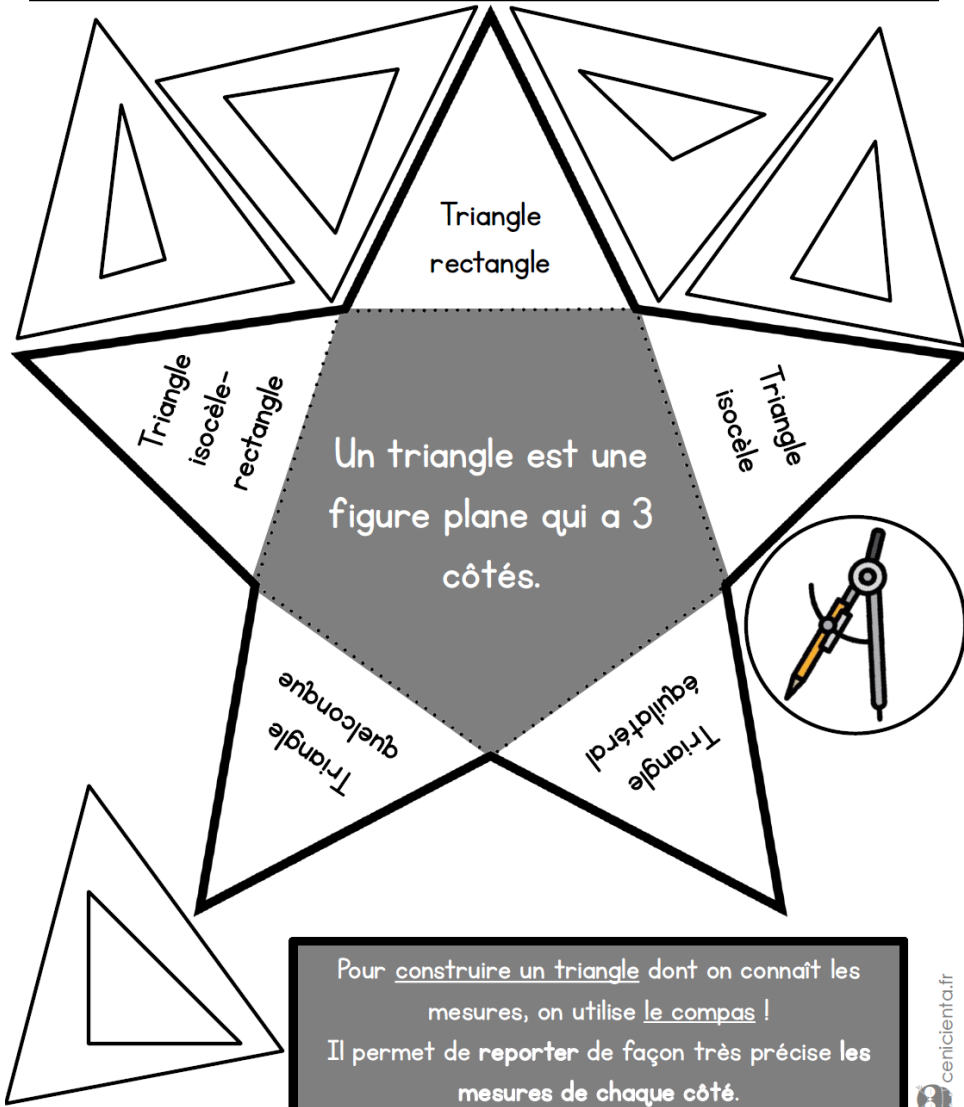 Triangle
rectangle
Triangle
isocèle-
rectangle
Triangle
isocèle
Un triangle est une
figure plane qui a 3
côtés.
Triangle
quelconque
Triangle
équilatéral
Pour construire un triangle dont on connaît les
mesures, on utilise le compas !
Il permet de reporter de façon très précise les
mesures de chaque côté.
cenicienta.fr